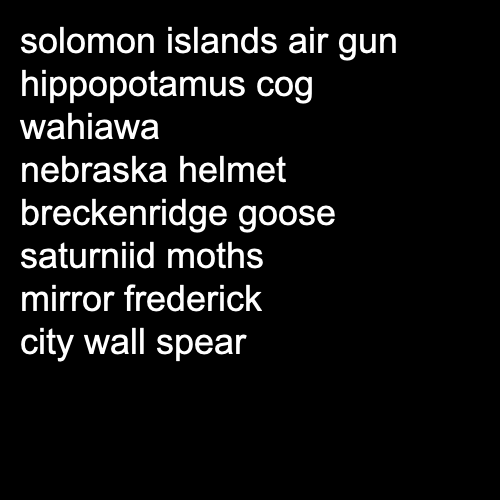 solomon islands air gun
hippopotamus cog
wahiawa
nebraska helmet
breckenridge goose
saturniid moths
mirror frederick
city wall spear